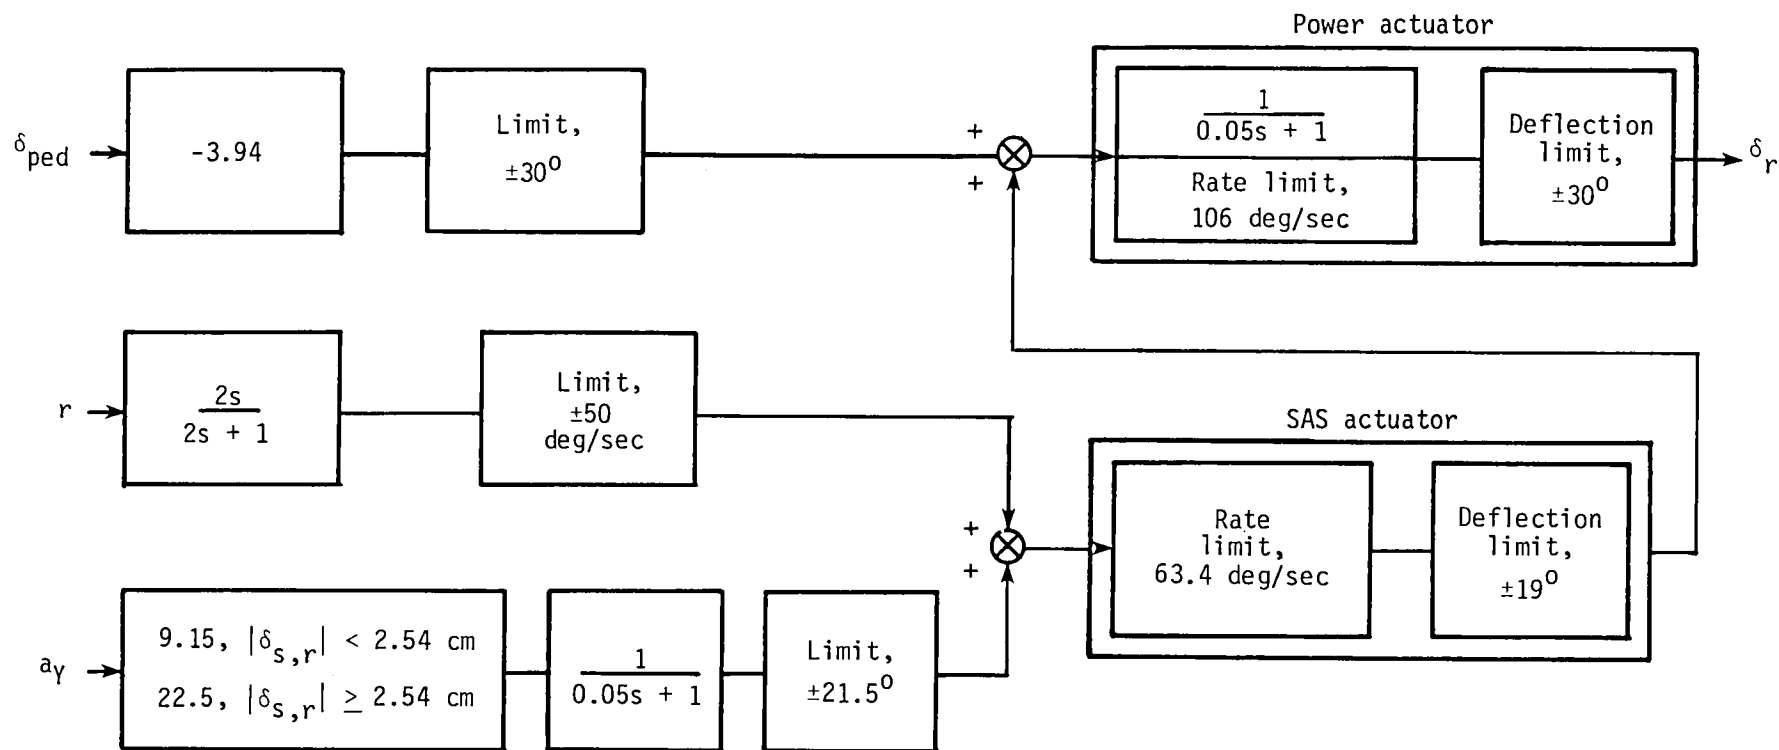 Power actuator
δped
-3.94
Limit,
±30°
+
+
1
0.05s + 1
Rate limit,
106 deg/sec
Deflection
limit,
±30°
δr
r
2s
2s + 1
Limit,
±50
deg/sec
SAS actuator
+
+
Rate
limit,
63.4 deg/sec
Deflection
limit,
±19°
aY
9.15, |δs,r| < 2.54 cm
22.5, |δs,r| ≥ 2.54 cm
1
0.05s + 1
Limit,
±21.5°